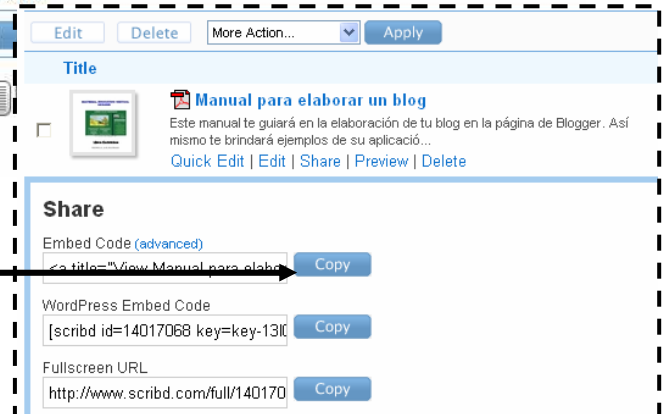 Edit Delete More Action... Apply
Title
Manual para elaborar un blog
Este manual te guiará en la elaboración de tu blog en la página de Blogger. Así
mismo te brindará ejemplos de su aplicació...
Quick Edit | Edit | Share | Preview | Delete
Share
Embed Code (advanced)
<a title="View Manual para elabo Copy
WordPress Embed Code
[scribd id=14017068 key=key-13l0 Copy
Fullscreen URL
http://www.scribd.com/full/140170 Copy